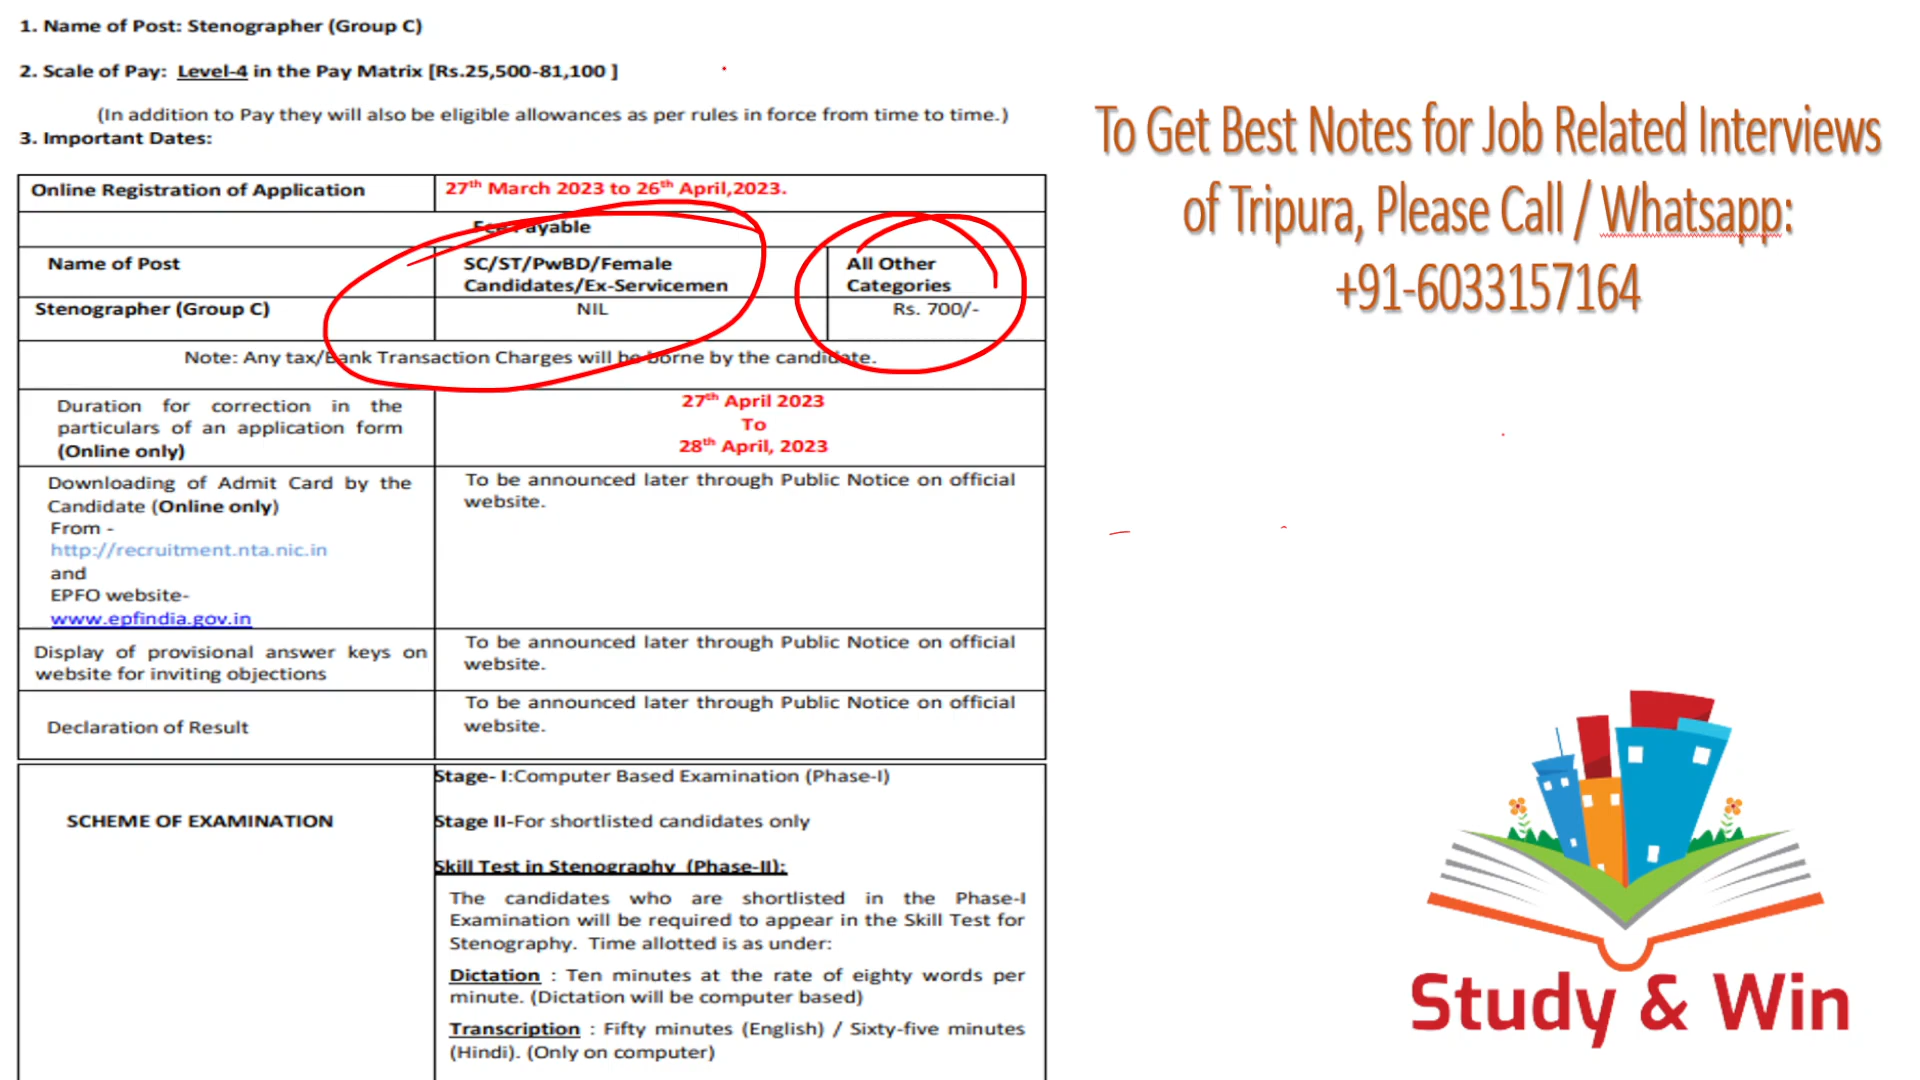 1. Name of Post: Stenographer (Group C)
2. Scale of Pay: Level-4 in the Pay Matrix [Rs.25,500-81,100 ]
(In addition to Pay they will also be eligible allowances as per rules in force from time to time.)
3. Important Dates:
Online Registration of Application
27th March 2023 to 26th April,2023.
Fee Payable
Name of Post
SC/ST/PwBD/Female
Candidates/Ex-Servicemen
All Other
Categories
Stenographer (Group C)
NIL
Rs. 700/-
Note: Any tax/Bank Transaction Charges will be borne by the candidate.
Duration for correction in the
particulars of an application form
(Online only)
27th April 2023
To
28th April, 2023
Downloading of Admit Card by the
Candidate (Online only)
From -
http://recruitment.nta.nic.in
and
EPFO website-
www.epfindia.gov.in
To be announced later through Public Notice on official
website.
Display of provisional answer keys on
website for inviting objections
To be announced later through Public Notice on official
website.
Declaration of Result
To be announced later through Public Notice on official
website.
SCHEME OF EXAMINATION
Stage- I:Computer Based Examination (Phase-I)
Stage II-For shortlisted candidates only
Skill Test in Stenography (Phase-II):
The candidates who are shortlisted in the Phase-I
Examination will be required to appear in the Skill Test for
Stenography. Time allotted is as under:
Dictation : Ten minutes at the rate of eighty words per
minute. (Dictation will be computer based)
Transcription : Fifty minutes (English) / Sixty-five minutes
(Hindi). (Only on computer)
To Get Best Notes for Job Related Interviews
of Tripura, Please Call / Whatsapp:
+91-6033157164
Study & Win